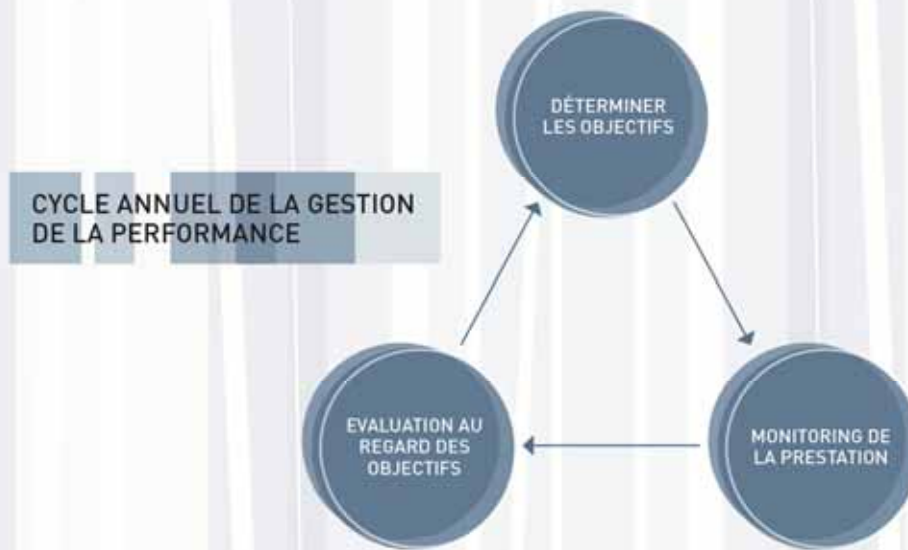 CYCLE ANNUEL DE LA GESTION
DE LA PERFORMANCE
DÉTERMINER
LES OBJECTIFS
EVALUATION AU
REGARD DES
OBJECTIFS
MONITORING DE
LA PRESTATION